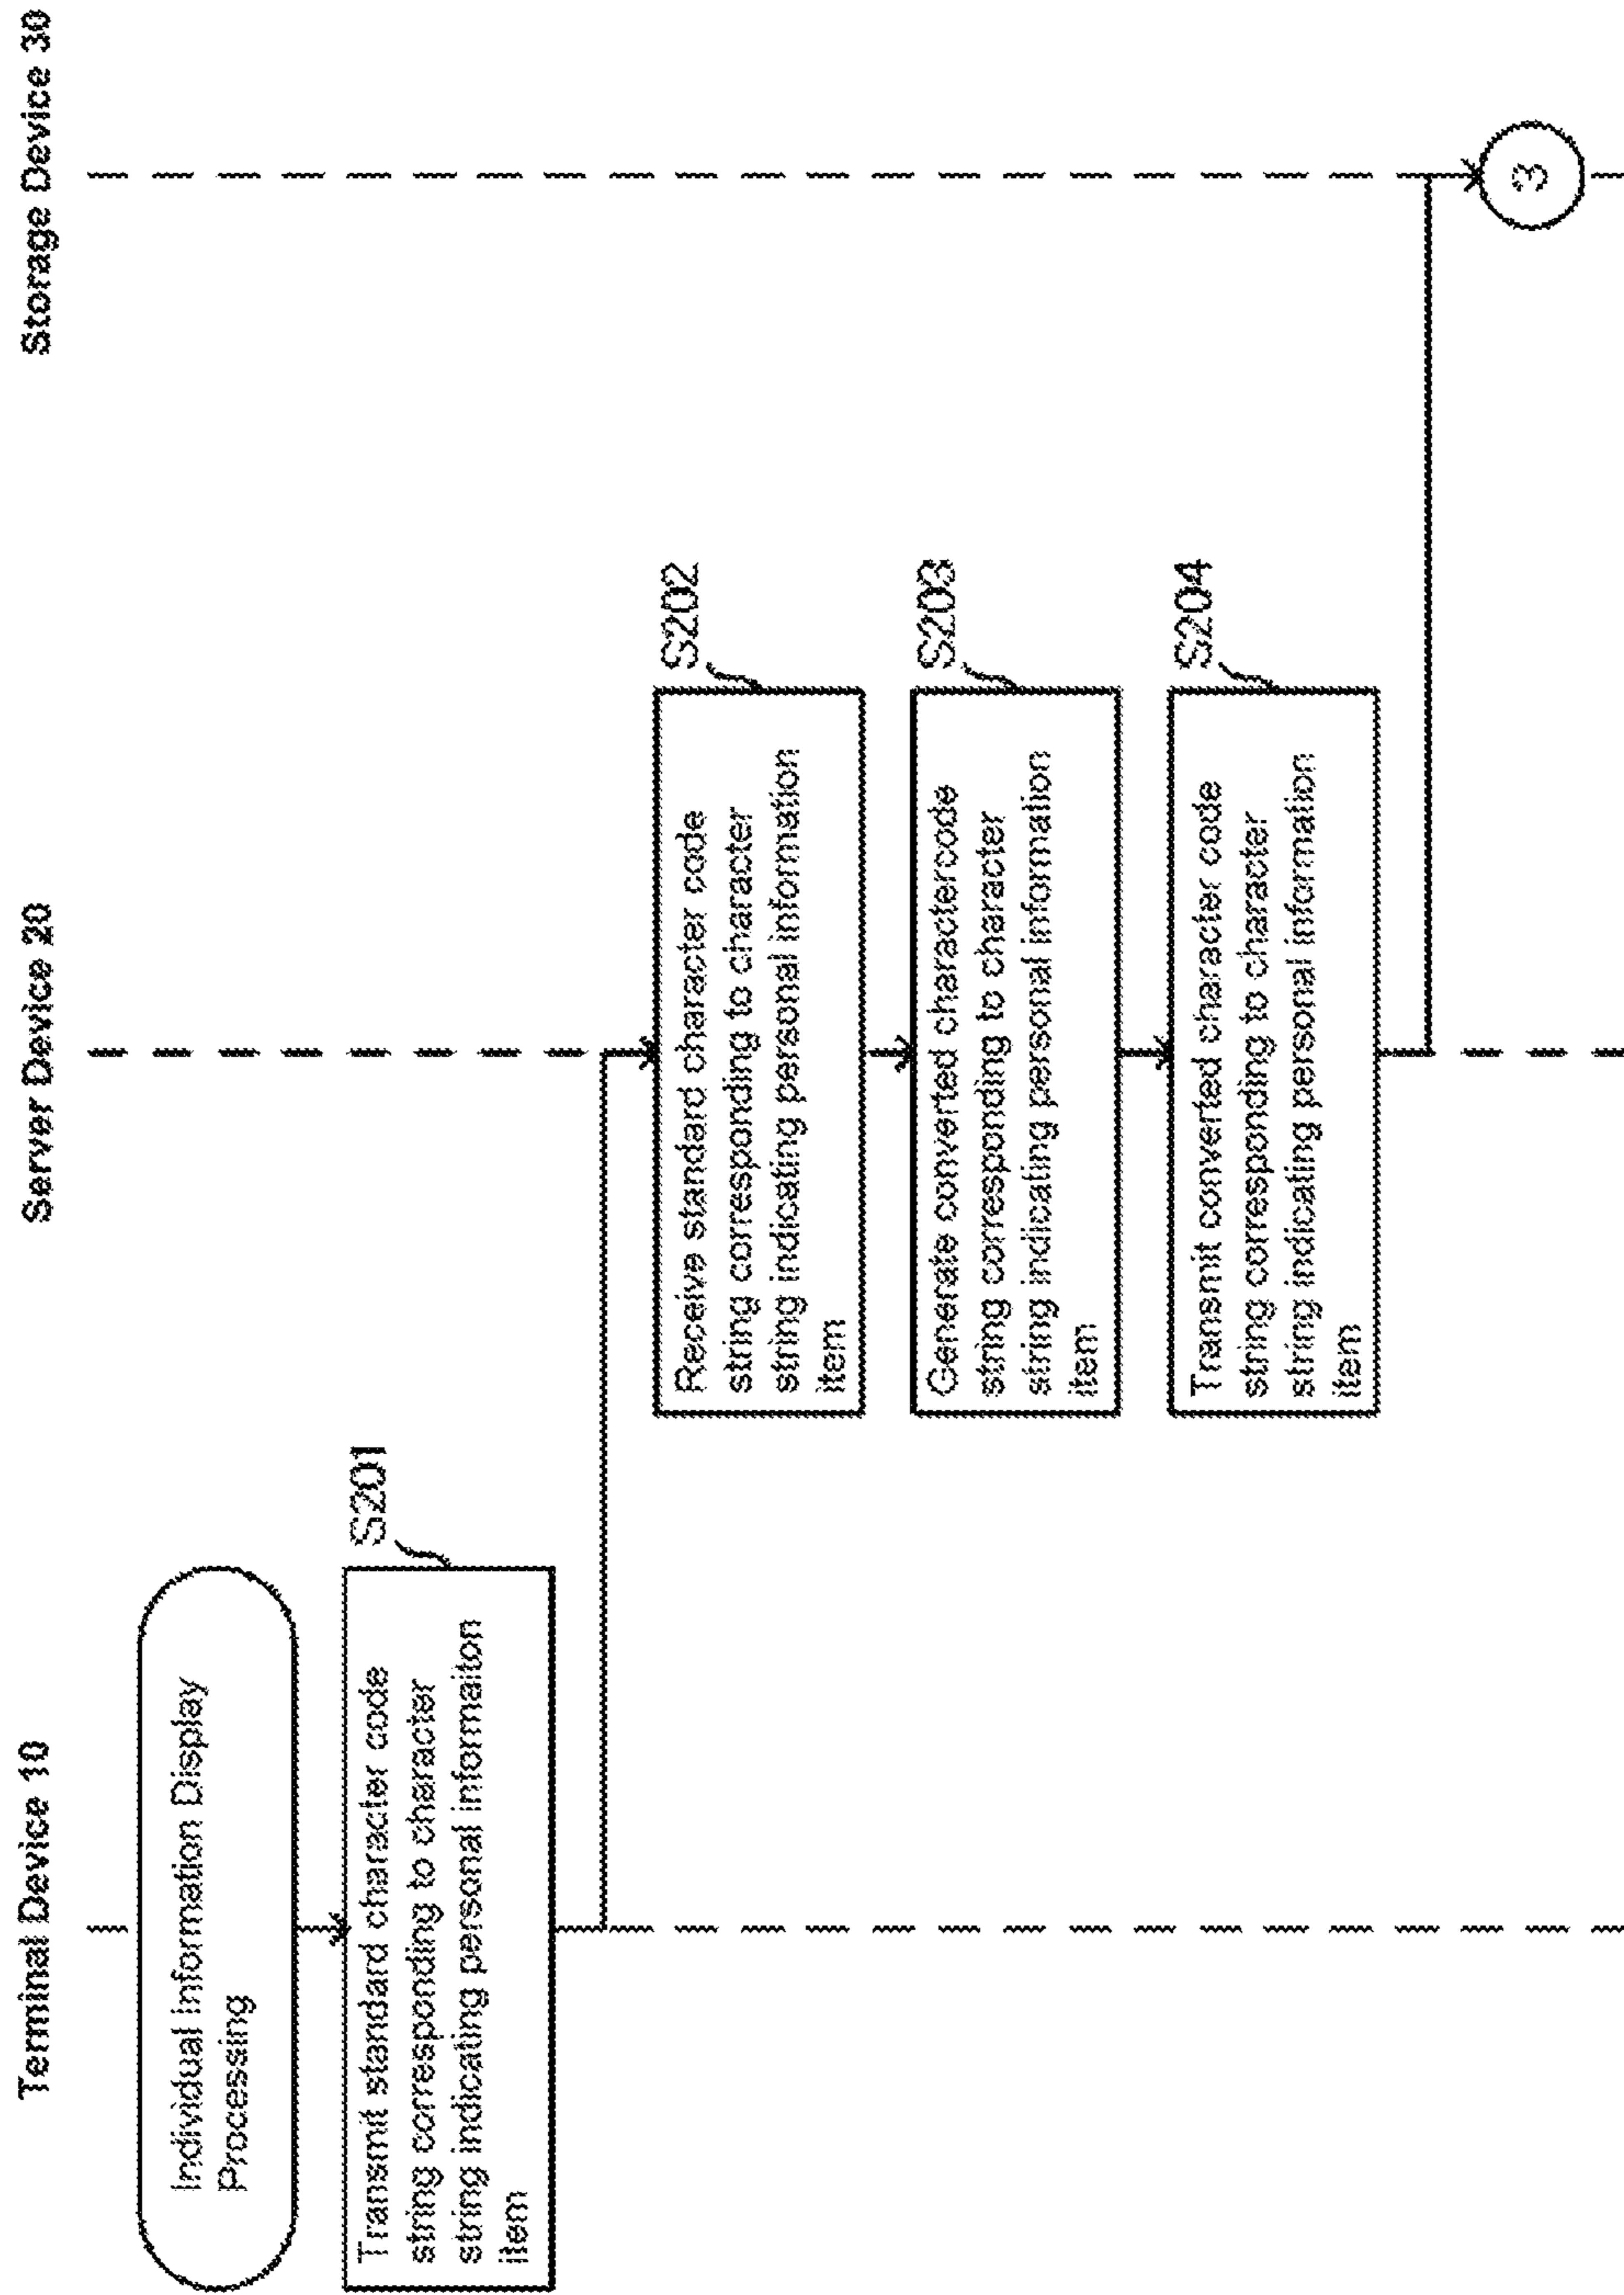 Terminal Device 10
Server Device 20
Storage Device 30
Individual Information Display
Processing
S201
Transmit standard character code
string corresponding to character
string indicating personal informaiton
item
S202
Receive standard character code
string corresponding to character
string indicating personal information
item
S203
Generate converted charactercode
string corresponding to character
string indicating personal information
item
S204
Transmit converted character code
string corresponding to character
string indicating personal information
item
3